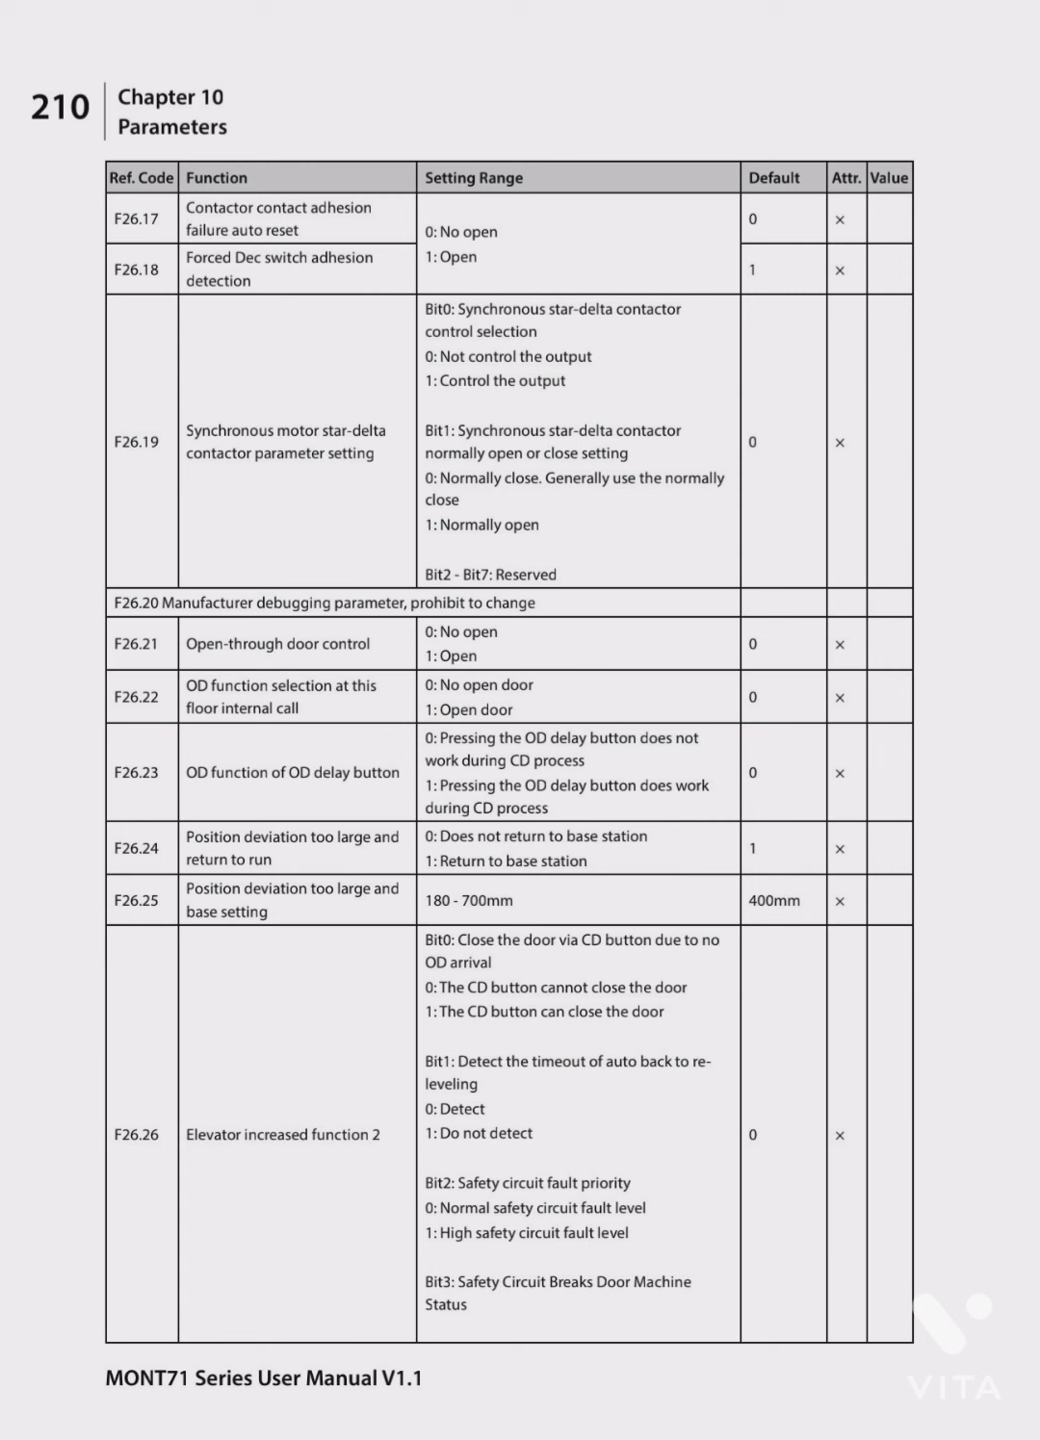 210
Chapter 10
Parameters
Ref. Code Function Setting Range Default Attr. Value
F26.17
Contactor contact adhesion
failure auto reset
0: No open
1: Open
0
×
F26.18
Forced Dec switch adhesion
detection
1
×
F26.19
Synchronous motor star-delta
contactor parameter setting
Bit0: Synchronous star-delta contactor
control selection
0: Not control the output
1: Control the output
Bit1: Synchronous star-delta contactor
normally open or close setting
0: Normally close. Generally use the normally
close
1: Normally open
Bit2 - Bit7: Reserved
0
×
F26.20 Manufacturer debugging parameter, prohibit to change
F26.21
Open-through door control
0: No open
1: Open
0
×
F26.22
OD function selection at this
floor internal call
0: No open door
1: Open door
0
×
F26.23
OD function of OD delay button
0: Pressing the OD delay button does not
work during CD process
1: Pressing the OD delay button does work
during CD process
0
×
F26.24
Position deviation too large and
return to run
0: Does not return to base station
1: Return to base station
1
×
F26.25
Position deviation too large and
base setting
180 - 700mm
400mm
×
F26.26
Elevator increased function 2
Bit0: Close the door via CD button due to no
OD arrival
0: The CD button cannot close the door
1: The CD button can close the door
Bit1: Detect the timeout of auto back to re-
leveling
0: Detect
1: Do not detect
Bit2: Safety circuit fault priority
0: Normal safety circuit fault level
1: High safety circuit fault level
Bit3: Safety Circuit Breaks Door Machine
Status
0
×
MONT71 Series User Manual V1.1
VITA